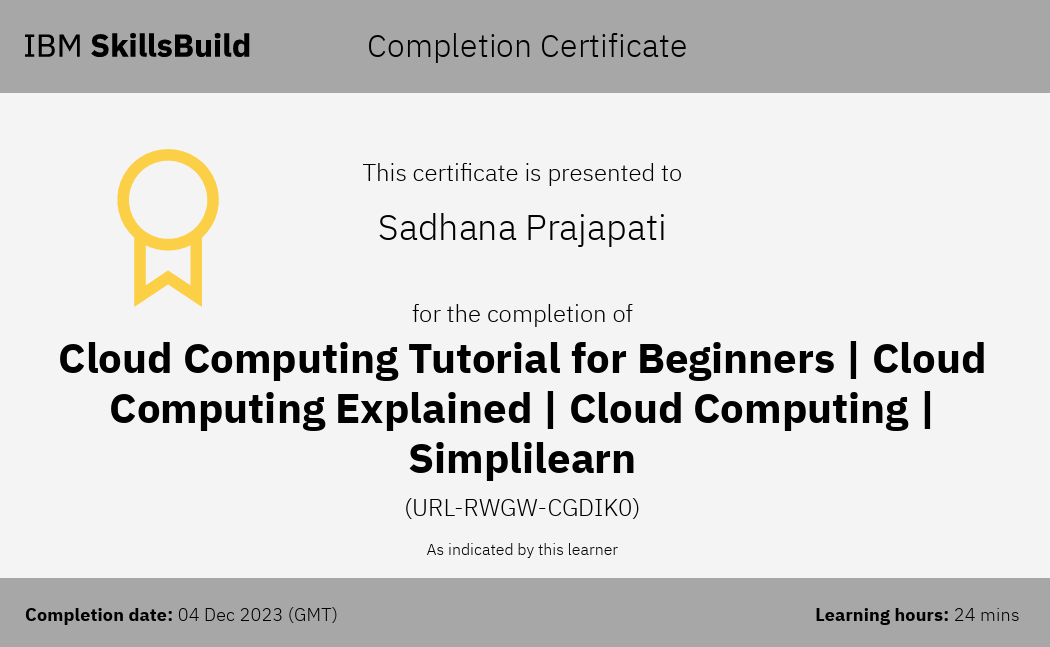 IBM SkillsBuild
Completion Certificate
This certificate is presented to
Sadhana Prajapati
for the completion of
Cloud Computing Tutorial for Beginners | Cloud
Computing Explained | Cloud Computing |
Simplilearn
(URL-RWGW-CGDIK0)
As indicated by this learner
Completion date: 04 Dec 2023 (GMT)
Learning hours: 24 mins